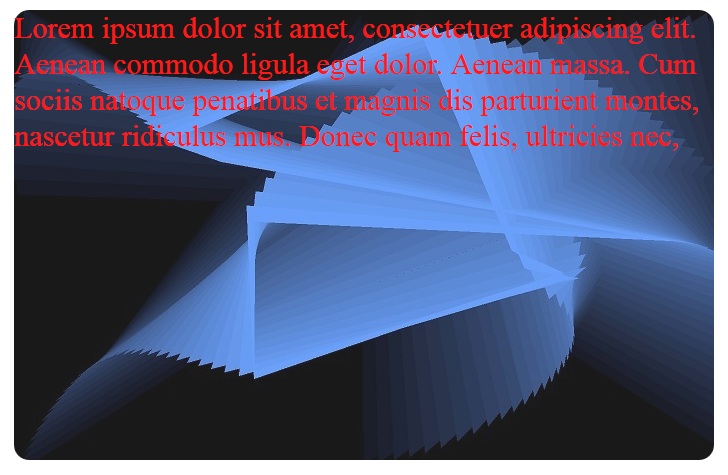 Lorem ipsum dolor sit amet, consectetuer adipiscing elit.
Aenean commodo ligula eget dolor. Aenean massa. Cum
sociis natoque penatibus et magnis dis parturient montes,
nascetur ridiculus mus. Donec quam felis, ultricies nec,